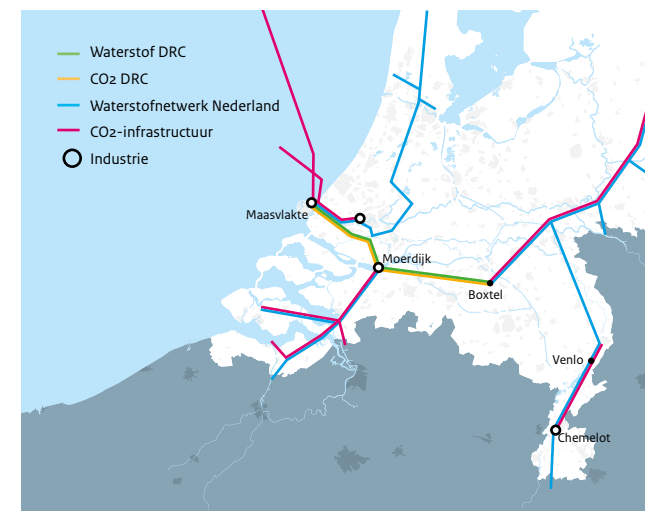 Waterstof DRC
CO2 DRC
Waterstofnetwerk Nederland
CO2-infrastructuur
Industrie
Maasvlakte
Moerdijk
Boxtel
Venlo
Chemelot